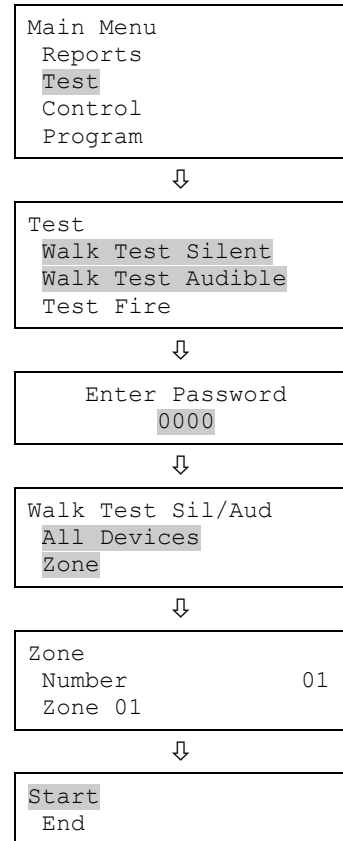 Main Menu
Reports
Test
Control
Program
⇩
Test
Walk Test Silent
Walk Test Audible
Test Fire
⇩
Enter Password
0000
⇩
Walk Test Sil/Aud
All Devices
Zone
⇩
Zone
Number 01
Zone 01
⇩
Start
End